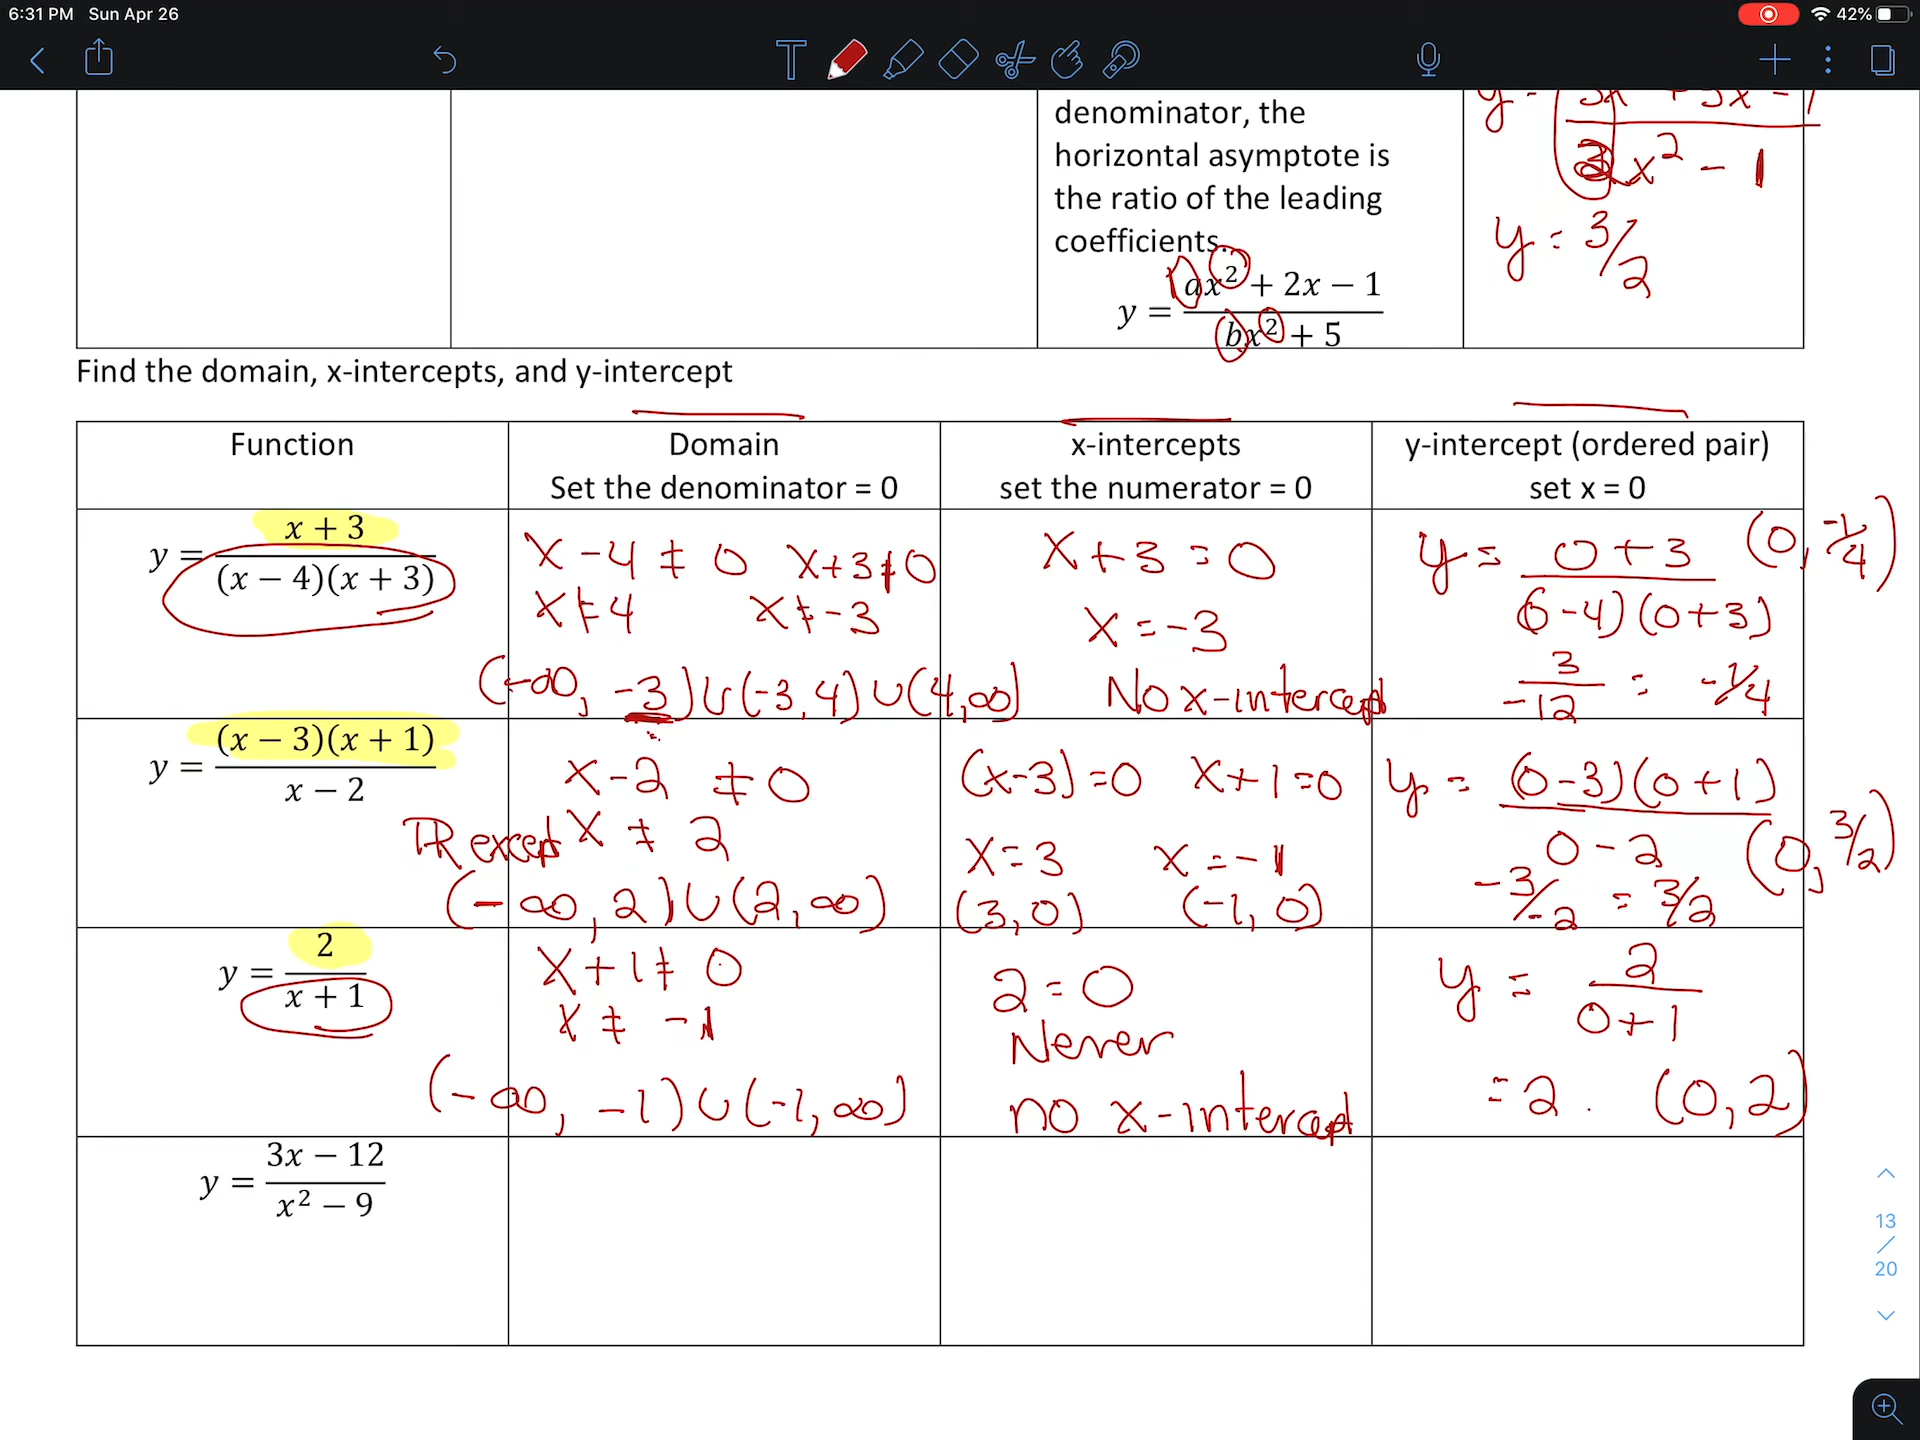 6:31 PM Sun Apr 26
42%
denominator, the
horizontal asymptote is
the ratio of the leading
coefficients.
y = (ax² + 2x − 1)/(bx² + 5)
x² − 1
y = 3/2
Find the domain, x-intercepts, and y-intercept
Function
Domain
Set the denominator = 0
x-intercepts
set the numerator = 0
y-intercept (ordered pair)
set x = 0
y = (x + 3)/((x − 4)(x + 3))
x − 4 ≠ 0 x + 3 ≠ 0
x ≠ 4 x ≠ −3
(−∞, −3) ∪ (−3, 4) ∪ (4, ∞)
x + 3 = 0
x = −3
No x-intercept
y = (0 + 3)/((0 − 4)(0 + 3))
3/−12 = −1/4
(0, −1/4)
y = ((x − 3)(x + 1))/(x − 2)
x − 2 ≠ 0
ℝ except x ≠ 2
(−∞, 2) ∪ (2, ∞)
(x − 3) = 0 x + 1 = 0
x = 3 x = −1
(3, 0) (−1, 0)
y = ((0 − 3)(0 + 1))/(0 − 2)
−3/−2 = 3/2
(0, 3/2)
y = 2/(x + 1)
x + 1 ≠ 0
x ≠ −1
(−∞, −1) ∪ (−1, ∞)
2 = 0
Never
no x-intercept
y = 2/(0 + 1)
= 2. (0, 2)
y = (3x − 12)/(x² − 9)
13
/
20